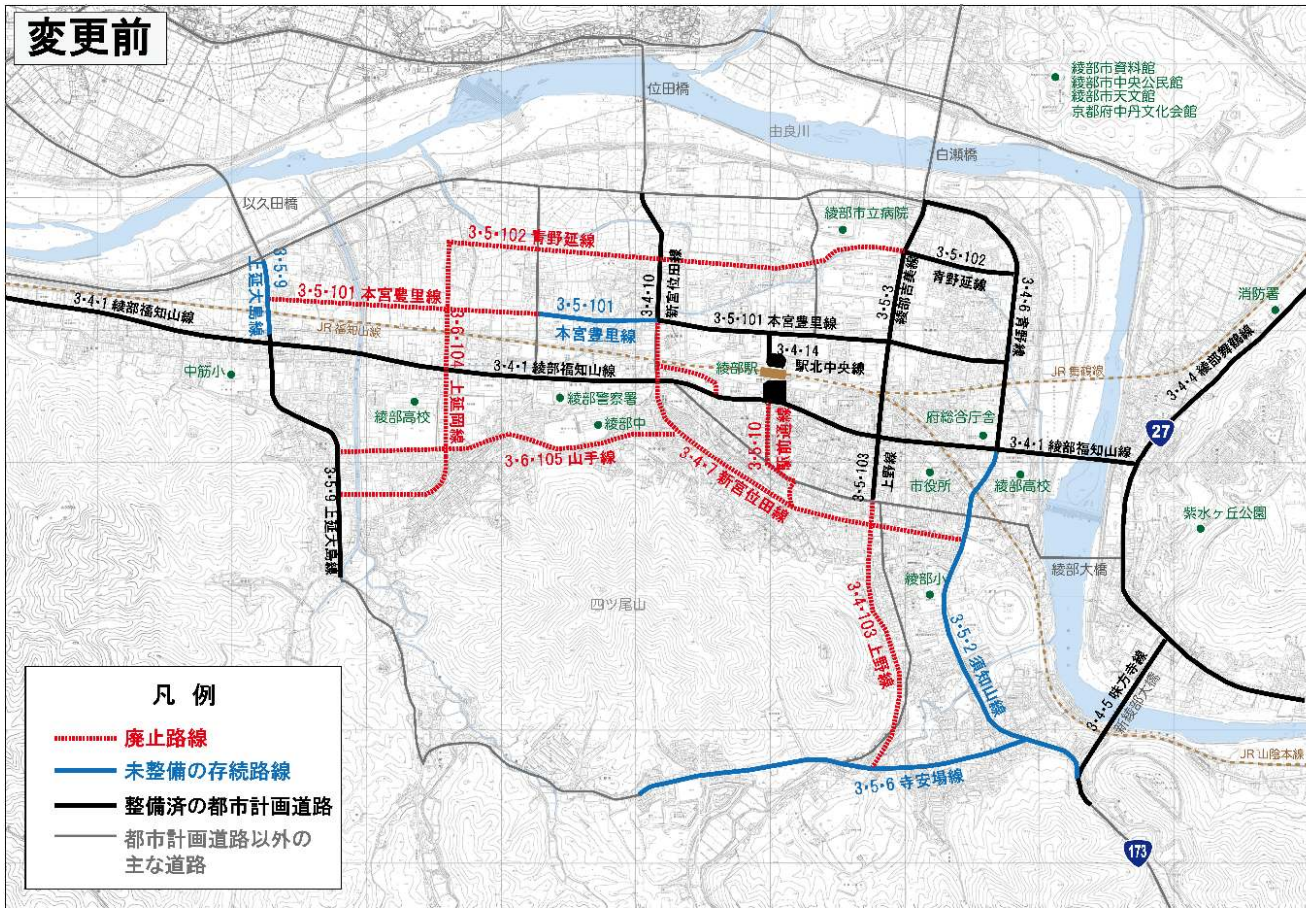 変更前
綾部市資料館
綾部市中央公民館
綾部市天文館
京都府中丹文化会館
位田橋
由良川
白瀬橋
以久田橋
綾部市立病院
3・5・102 青野延線
3・5・102
青野延線
3・5・9
上延大島線
3・4・10
新宮位田線
3・5・3
綾部吉美線
3・4・6 青野線
消防署
3・5・101 本宮豊里線
3・5・101
本宮豊里線
3・5・101 本宮豊里線
3・4・1 綾部福知山線
JR福知山線
3・4・14
駅北中央線
綾部駅
JR舞鶴線
3・4・4 綾部舞鶴線
3・6・104 上延岡線
3・4・1 綾部福知山線
中筋小
綾部高校
綾部警察署
綾部中
府総合庁舎
3・4・1 綾部福知山線
27
3・5・10
駅前通線
3・6・105 山手線
3・4・7 新宮位田線
3・5・103
上野線
市役所
綾部高校
紫水ヶ丘公園
3・5・9 上延大島線
綾部大橋
綾部小
四ツ尾山
3・4・103 上野線
3・5・2 須知山線
3・4・5 味方寺線
新綾部大橋
JR山陰本線
3・5・6 寺安場線
173
凡 例
廃止路線
未整備の存続路線
整備済の都市計画道路
都市計画道路以外の
主な道路